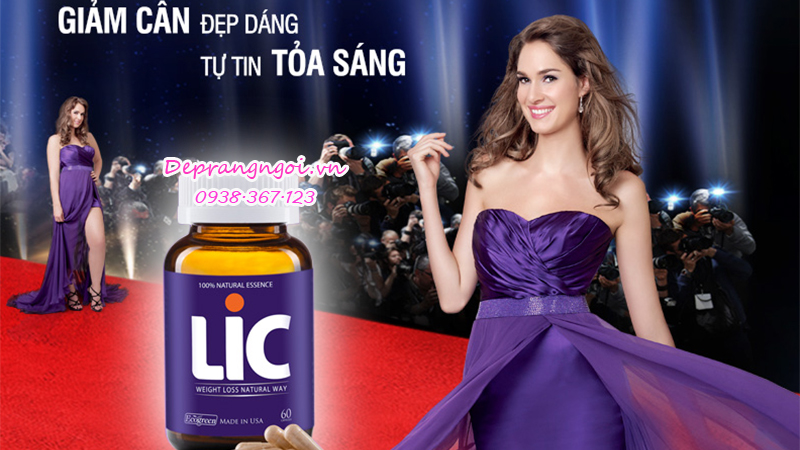 GIẢM CÂN ĐẸP DÁNG
TỰ TIN TỎA SÁNG
Deprangngoi.vn
0938·367·123
100% NATURAL ESSENCE
LiC
WEIGHT LOSS NATURAL WAY
Ecogreen
MADE IN USA
60